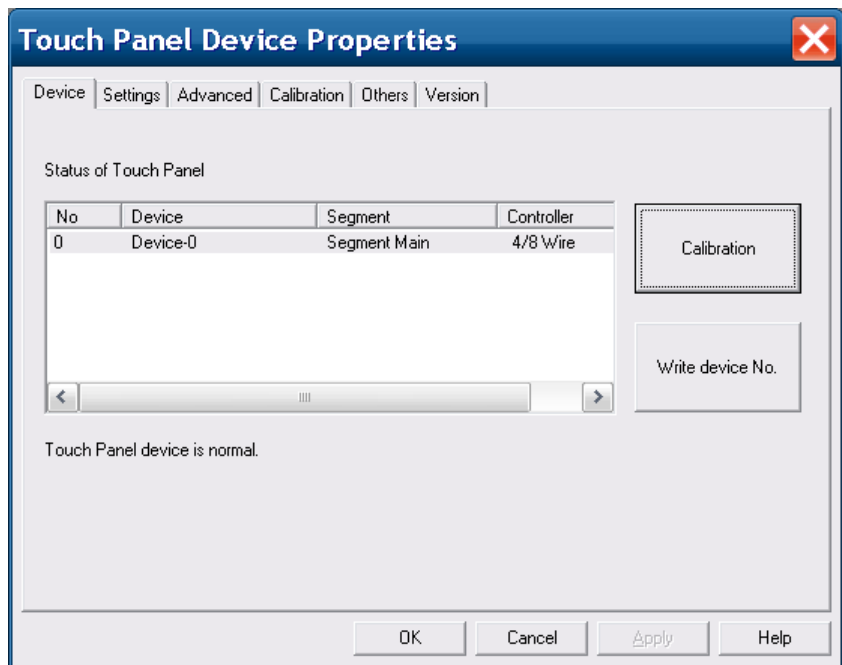 Touch Panel Device Properties
Device Settings Advanced Calibration Others Version
Status of Touch Panel
No Device Segment Controller
0 Device-0 Segment Main 4/8 Wire
Calibration
Write device No.
Touch Panel device is normal.
OK Cancel Apply Help